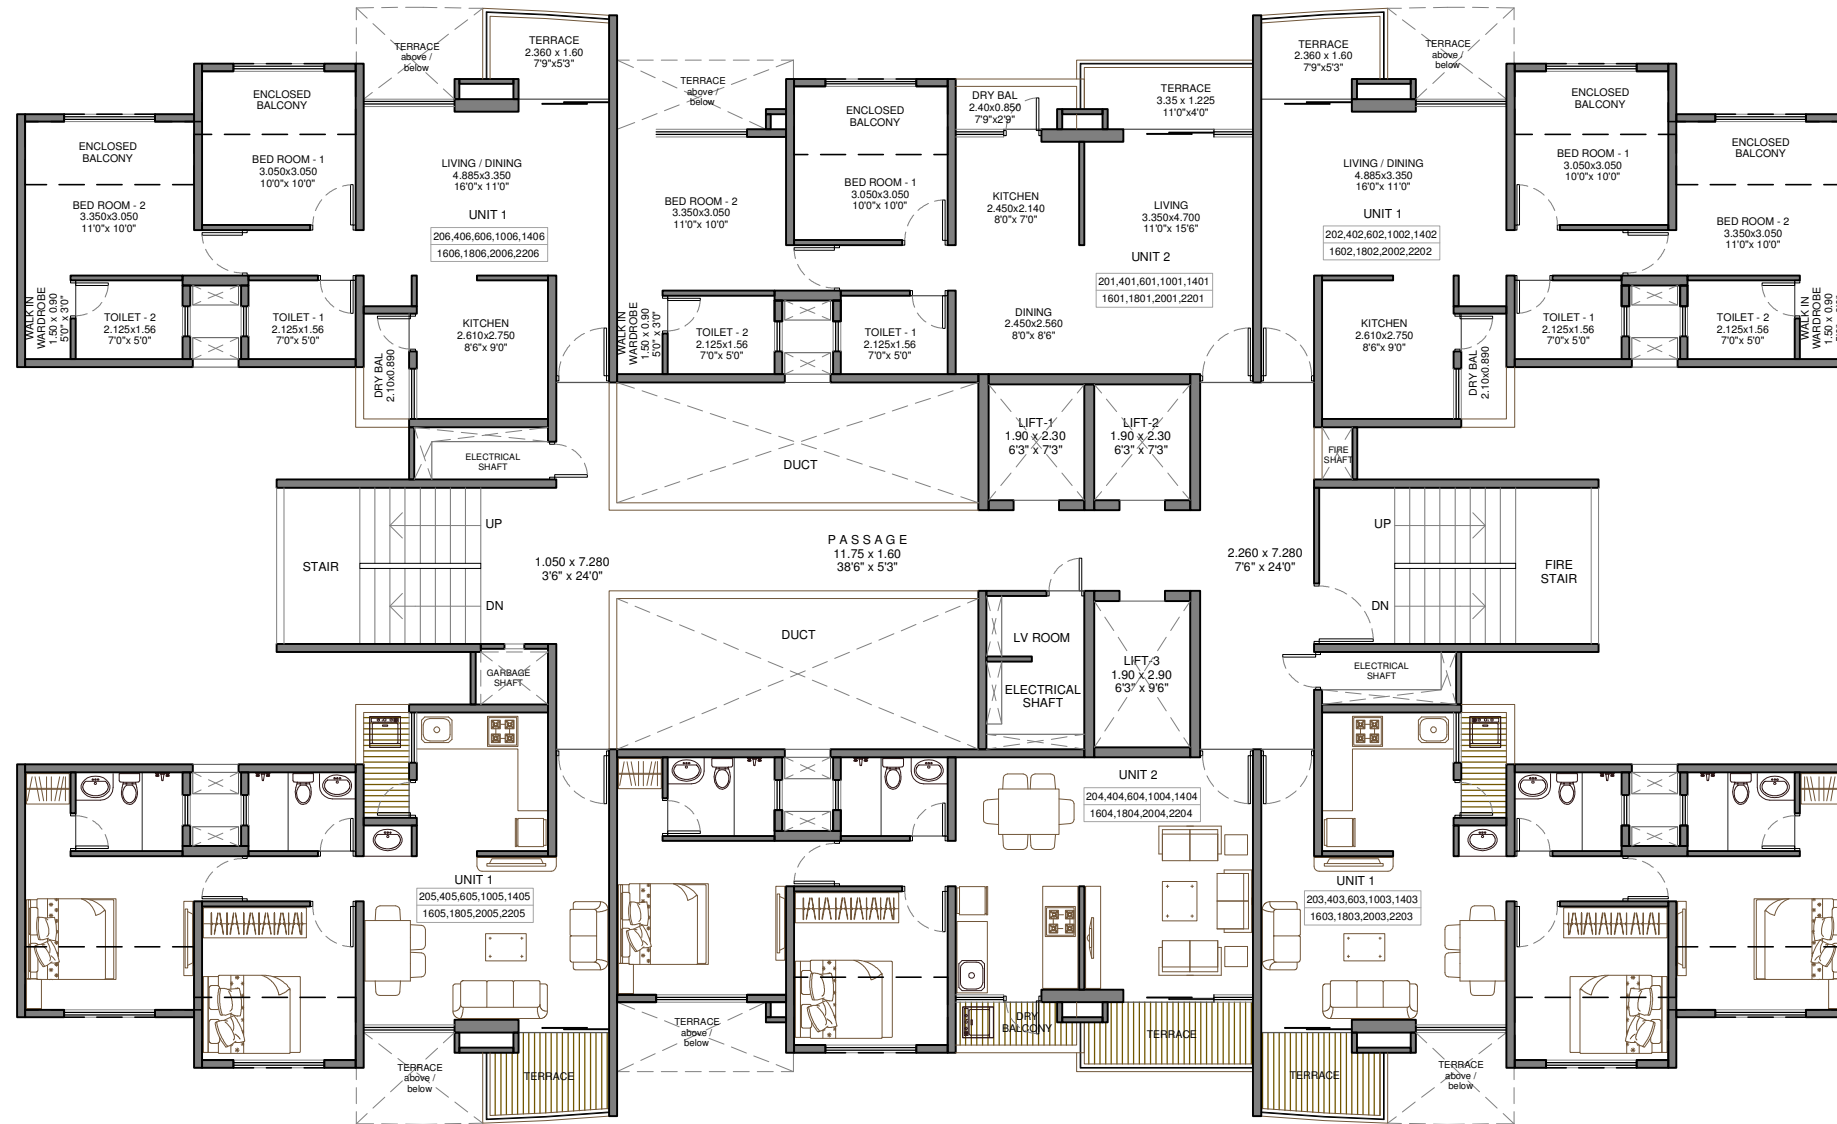 TERRACE
above /
below
TERRACE
2.360 x 1.60
7'9"x5'3"
ENCLOSED
BALCONY
BED ROOM - 1
3.050x3.050
10'0"x 10'0"
ENCLOSED
BALCONY
BED ROOM - 2
3.350x3.050
11'0"x 10'0"
LIVING / DINING
4.885x3.350
16'0"x 11'0"
UNIT 1
206,406,606,1006,1406
1606,1806,2006,2206
WALK IN
WARDROBE
1.50 x 0.90
5'0" x 3'0"
TOILET - 2
2.125x1.56
7'0"x 5'0"
TOILET - 1
2.125x1.56
7'0"x 5'0"
DRY BAL
2.10x0.890
KITCHEN
2.610x2.750
8'6"x 9'0"
TERRACE
above /
below
ENCLOSED
BALCONY
BED ROOM - 1
3.050x3.050
10'0"x 10'0"
BED ROOM - 2
3.350x3.050
11'0"x 10'0"
DRY BAL
2.40x0.850
7'9"x2'9"
TERRACE
3.35 x 1.225
11'0"x4'0"
KITCHEN
2.450x2.140
8'0"x 7'0"
LIVING
3.350x4.700
11'0"x 15'6"
UNIT 2
201,401,601,1001,1401
1601,1801,2001,2201
DINING
2.450x2.560
8'0"x 8'6"
WALK IN
WARDROBE
1.50 x 0.90
5'0" x 3'0"
TOILET - 2
2.125x1.56
7'0"x 5'0"
TOILET - 1
2.125x1.56
7'0"x 5'0"
TERRACE
2.360 x 1.60
7'9"x5'3"
TERRACE
above /
below
ENCLOSED
BALCONY
BED ROOM - 1
3.050x3.050
10'0"x 10'0"
ENCLOSED
BALCONY
BED ROOM - 2
3.350x3.050
11'0"x 10'0"
LIVING / DINING
4.885x3.350
16'0"x 11'0"
UNIT 1
202,402,602,1002,1402
1602,1802,2002,2202
KITCHEN
2.610x2.750
8'6"x 9'0"
DRY BAL
2.10x0.890
TOILET - 1
2.125x1.56
7'0"x 5'0"
TOILET - 2
2.125x1.56
7'0"x 5'0"
WALK IN
WARDROBE
1.50 x 0.90
ELECTRICAL
SHAFT
DUCT
LIFT-1
1.90 x 2.30
6'3" x 7'3"
LIFT-2
1.90 x 2.30
6'3" x 7'3"
FIRE
SHAFT
STAIR
UP
DN
1.050 x 7.280
3'6" x 24'0"
PASSAGE
11.75 x 1.60
38'6" x 5'3"
2.260 x 7.280
7'6" x 24'0"
UP
DN
FIRE
STAIR
GARBAGE
SHAFT
DUCT
LV ROOM
ELECTRICAL
SHAFT
LIFT-3
1.90 x 2.90
6'3" x 9'6"
ELECTRICAL
SHAFT
UNIT 1
205,405,605,1005,1405
1605,1805,2005,2205
UNIT 2
204,404,604,1004,1404
1604,1804,2004,2204
UNIT 1
203,403,603,1003,1403
1603,1803,2003,2203
TERRACE
above /
below
TERRACE
TERRACE
above /
below
DRY
BALCONY
TERRACE
TERRACE
TERRACE
above /
below